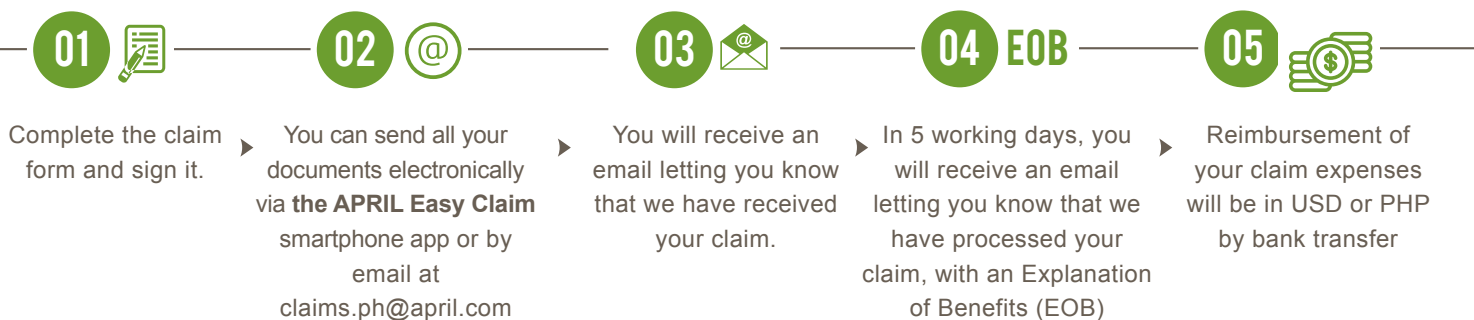 01
Complete the claim
form and sign it.
02
@
You can send all your
documents electronically
via the APRIL Easy Claim
smartphone app or by
email at
claims.ph@april.com
03
@
You will receive an
email letting you know
that we have received
your claim.
04 EOB
In 5 working days, you
will receive an email
letting you know that we
have processed your
claim, with an Explanation
of Benefits (EOB)
05
$
Reimbursement of
your claim expenses
will be in USD or PHP
by bank transfer